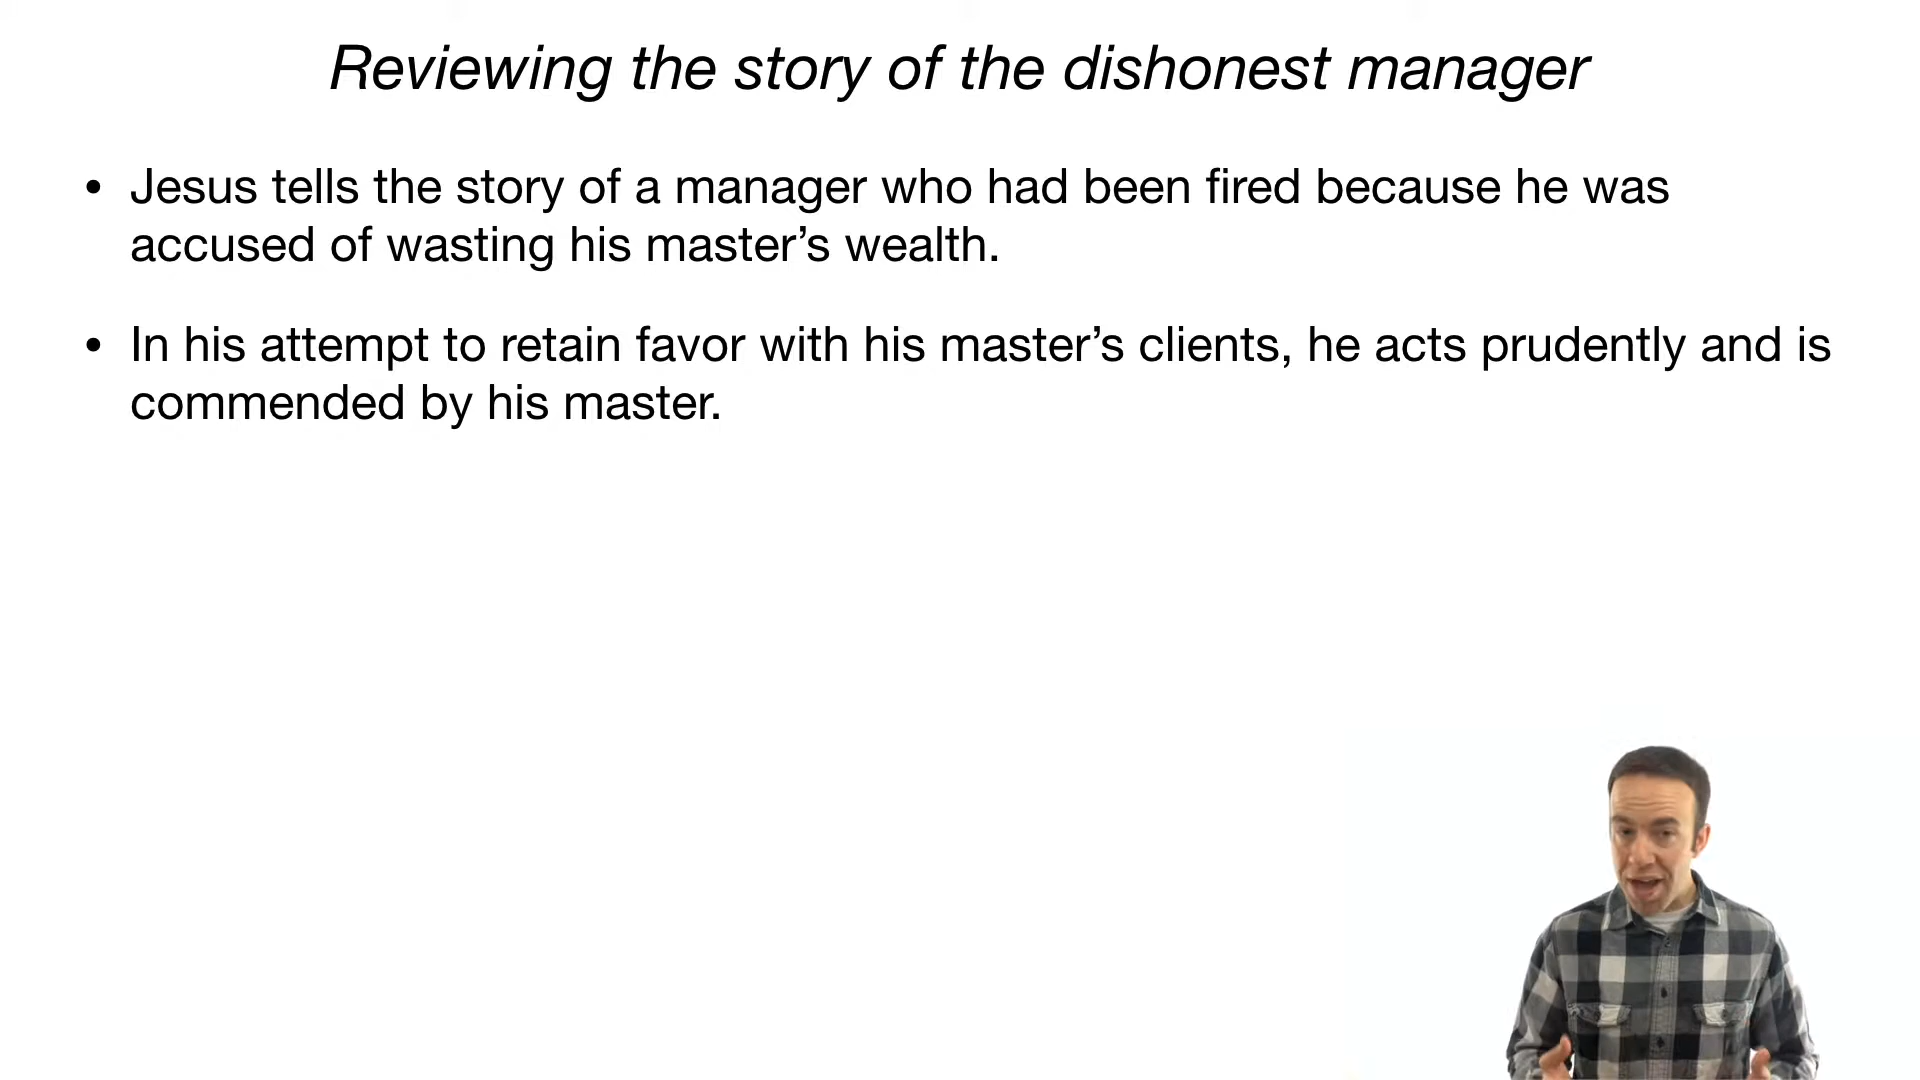 Reviewing the story of the dishonest manager
• Jesus tells the story of a manager who had been fired because he was
accused of wasting his master’s wealth.
• In his attempt to retain favor with his master’s clients, he acts prudently and is
commended by his master.